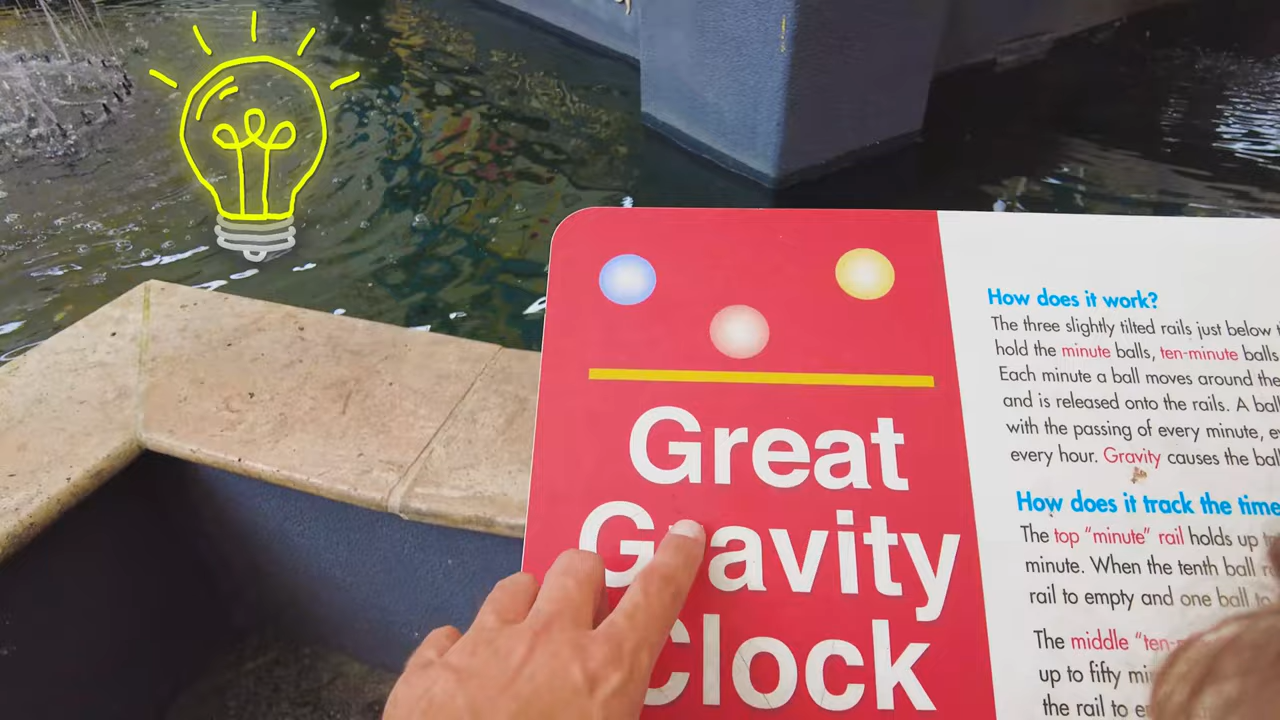 Great
Gravity
Clock
How does it work?
The three slightly tilted rails just below
hold the minute balls, ten-minute balls
Each minute a ball moves around the
and is released onto the rails. A ball
with the passing of every minute,
every hour. Gravity causes the
How does it track the time
The top "minute" rail holds up
minute. When the tenth ball
rail to empty and one ball to
The middle "ten-
up to fifty
the rail to